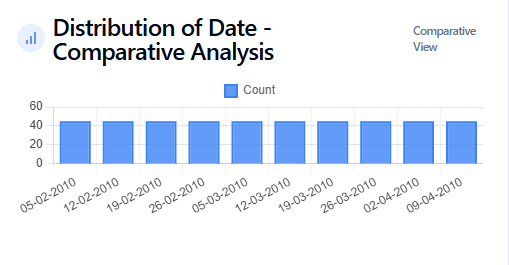 Distribution of Date -
Comparative Analysis
Comparative
View
Count
60
40
20
0
05-02-2010
12-02-2010
19-02-2010
26-02-2010
05-03-2010
12-03-2010
19-03-2010
26-03-2010
02-04-2010
09-04-2010